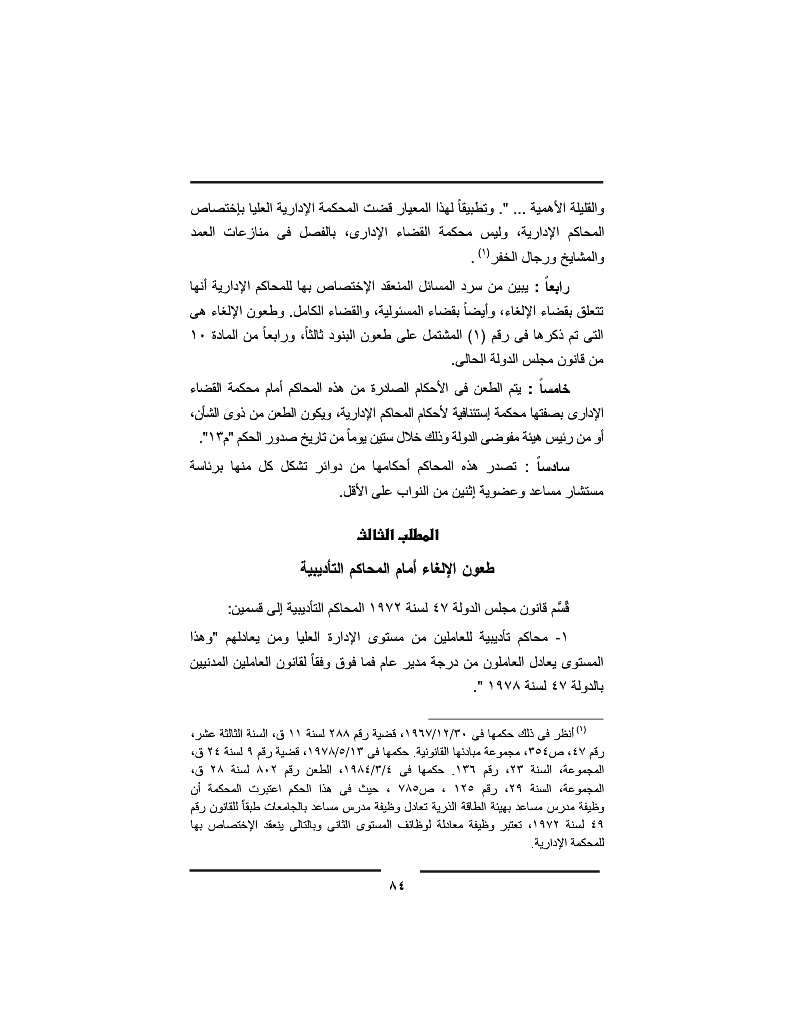 والقليلة الأهمية ... ". وتطبيقاً لهذا المعيار قضت المحكمة الإدارية العليا بإختصاص
المحاكم الإدارية، وليس محكمة القضاء الإدارى، بالفصل فى منازعات العمد
والمشايخ ورجال الخفر(١) .
رابعاً : يبين من سرد المسائل المنعقد الإختصاص بها للمحاكم الإدارية أنها
تتعلق بقضاء الإلغاء، وأيضاً بقضاء المسئولية، والقضاء الكامل. وطعون الإلغاء هى
التى تم ذكرها فى رقم (١) المشتمل على طعون البنود ثالثاً، ورابعاً من المادة ١٠
من قانون مجلس الدولة الحالى.
خامساً : يتم الطعن فى الأحكام الصادرة من هذه المحاكم أمام محكمة القضاء
الإدارى بصفتها محكمة إستئنافية لأحكام المحاكم الإدارية، ويكون الطعن من ذوى الشأن،
أو من رئيس هيئة مفوضى الدولة وذلك خلال ستين يوماً من تاريخ صدور الحكم "م١٣".
سادساً : تصدر هذه المحاكم أحكامها من دوائر تشكل كل منها برئاسة
مستشار مساعد وعضوية إثنين من النواب على الأقل.
المطلب الثالث
طعون الإلغاء أمام المحاكم التأديبية
قُسَّم قانون مجلس الدولة ٤٧ لسنة ١٩٧٢ المحاكم التأديبية إلى قسمين:
١- محاكم تأديبية للعاملين من مستوى الإدارة العليا ومن يعادلهم "وهذا
المستوى يعادل العاملون من درجة مدير عام فما فوق وفقاً لقانون العاملين المدنيين
بالدولة ٤٧ لسنة ١٩٧٨ ".
(١) أنظر فى ذلك حكمها فى ١٩٦٧/١٢/٣٠، قضية رقم ٢٨٨ لسنة ١١ ق، السنة الثالثة عشر،
رقم ٤٧، ص٣٥٤، مجموعة مبادئها القانونية. حكمها فى ١٩٧٨/٥/١٣، قضية رقم ٩ لسنة ٢٤ ق،
المجموعة، السنة ٢٣، رقم ١٣٦. حكمها فى ١٩٨٤/٣/٤، الطعن رقم ٨٠٢ لسنة ٢٨ ق،
المجموعة، السنة ٢٩، رقم ١٢٥ ، ص٧٨٥ ، حيث فى هذا الحكم اعتبرت المحكمة أن
وظيفة مدرس مساعد بهيئة الطاقة الذرية تعادل وظيفة مدرس مساعد بالجامعات طبقاً للقانون رقم
٤٩ لسنة ١٩٧٢، تعتبر وظيفة معادلة لوظائف المستوى الثانى وبالتالى ينعقد الإختصاص بها
للمحكمة الإدارية.
٨٤